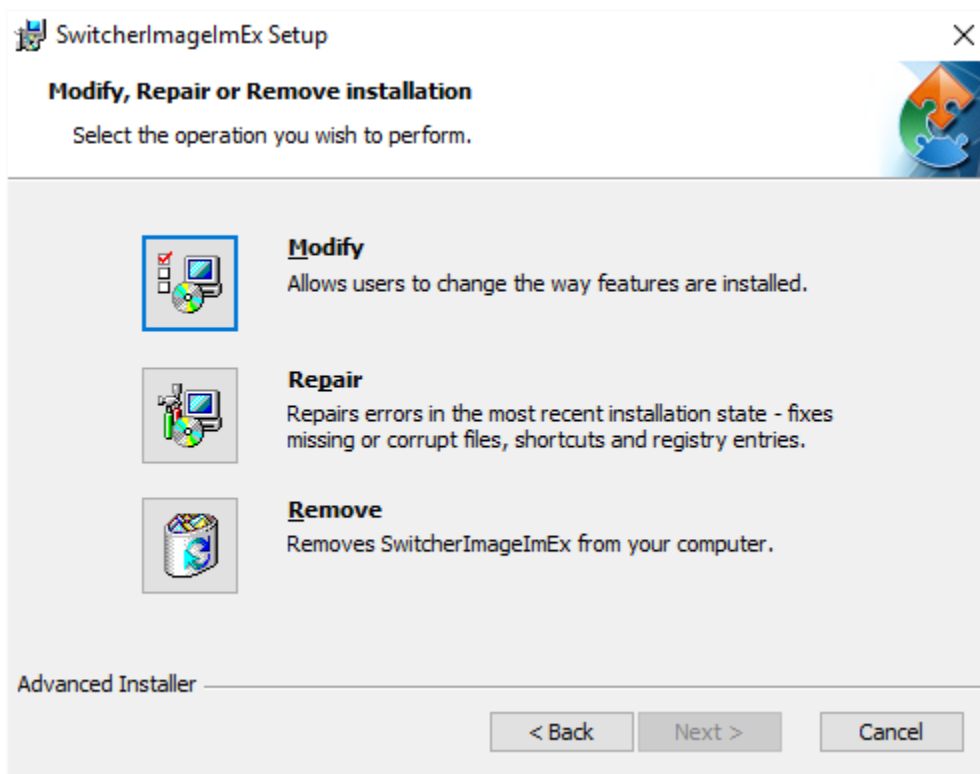 SwitcherImageImEx Setup
Modify, Repair or Remove installation
Select the operation you wish to perform.
Modify
Allows users to change the way features are installed.
Repair
Repairs errors in the most recent installation state - fixes
missing or corrupt files, shortcuts and registry entries.
Remove
Removes SwitcherImageImEx from your computer.
Advanced Installer
< Back
Next >
Cancel